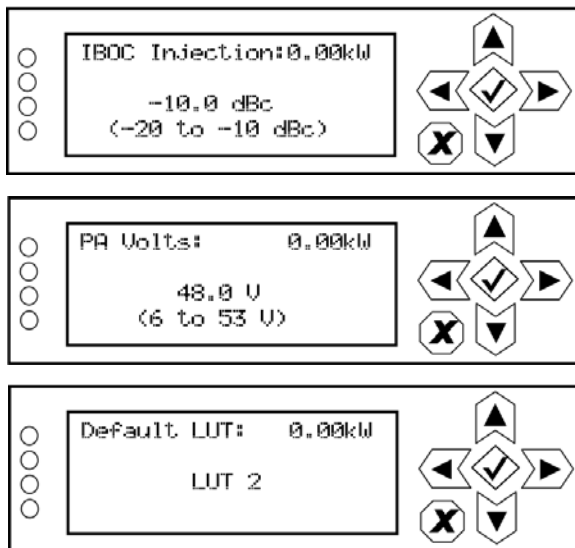 IBOC Injection:0.00kW
-10.0 dBc
(-20 to -10 dBc)
PA Volts: 0.00kW
48.0 V
(6 to 53 V)
Default LUT: 0.00kW
LUT 2